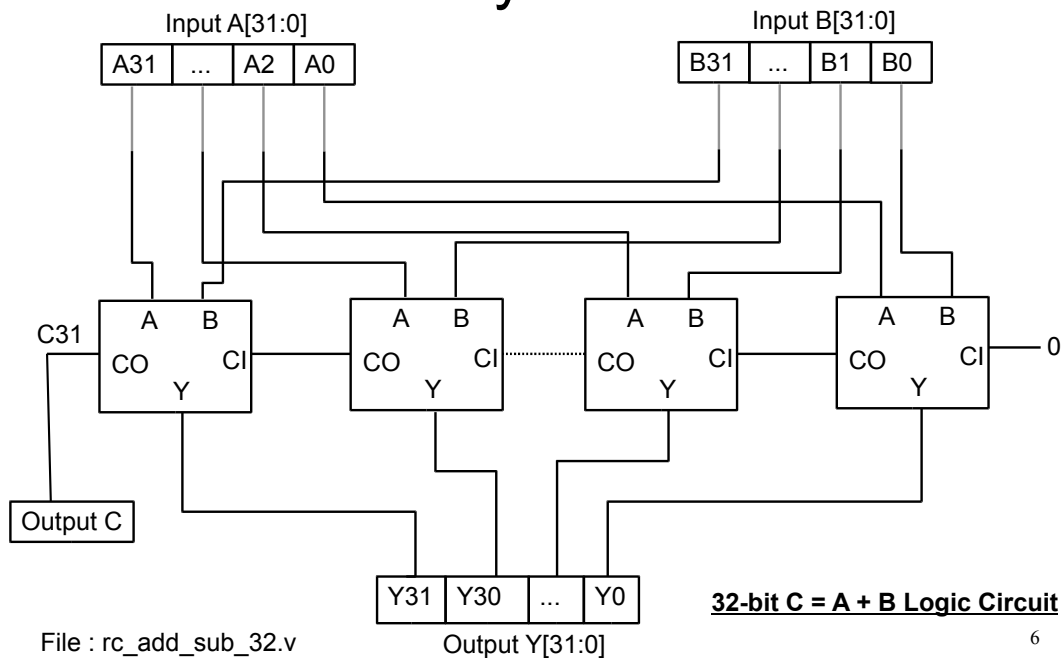 Input A[31:0]
Input B[31:0]
A31 ... A2 A0
B31 ... B1 B0
A B A B A B A B
C31
CO CI CO CI CO CI CO CI 0
Y Y Y Y
Output C
Y31 Y30 ... Y0
32-bit C = A + B Logic Circuit
File : rc_add_sub_32.v
Output Y[31:0]
6